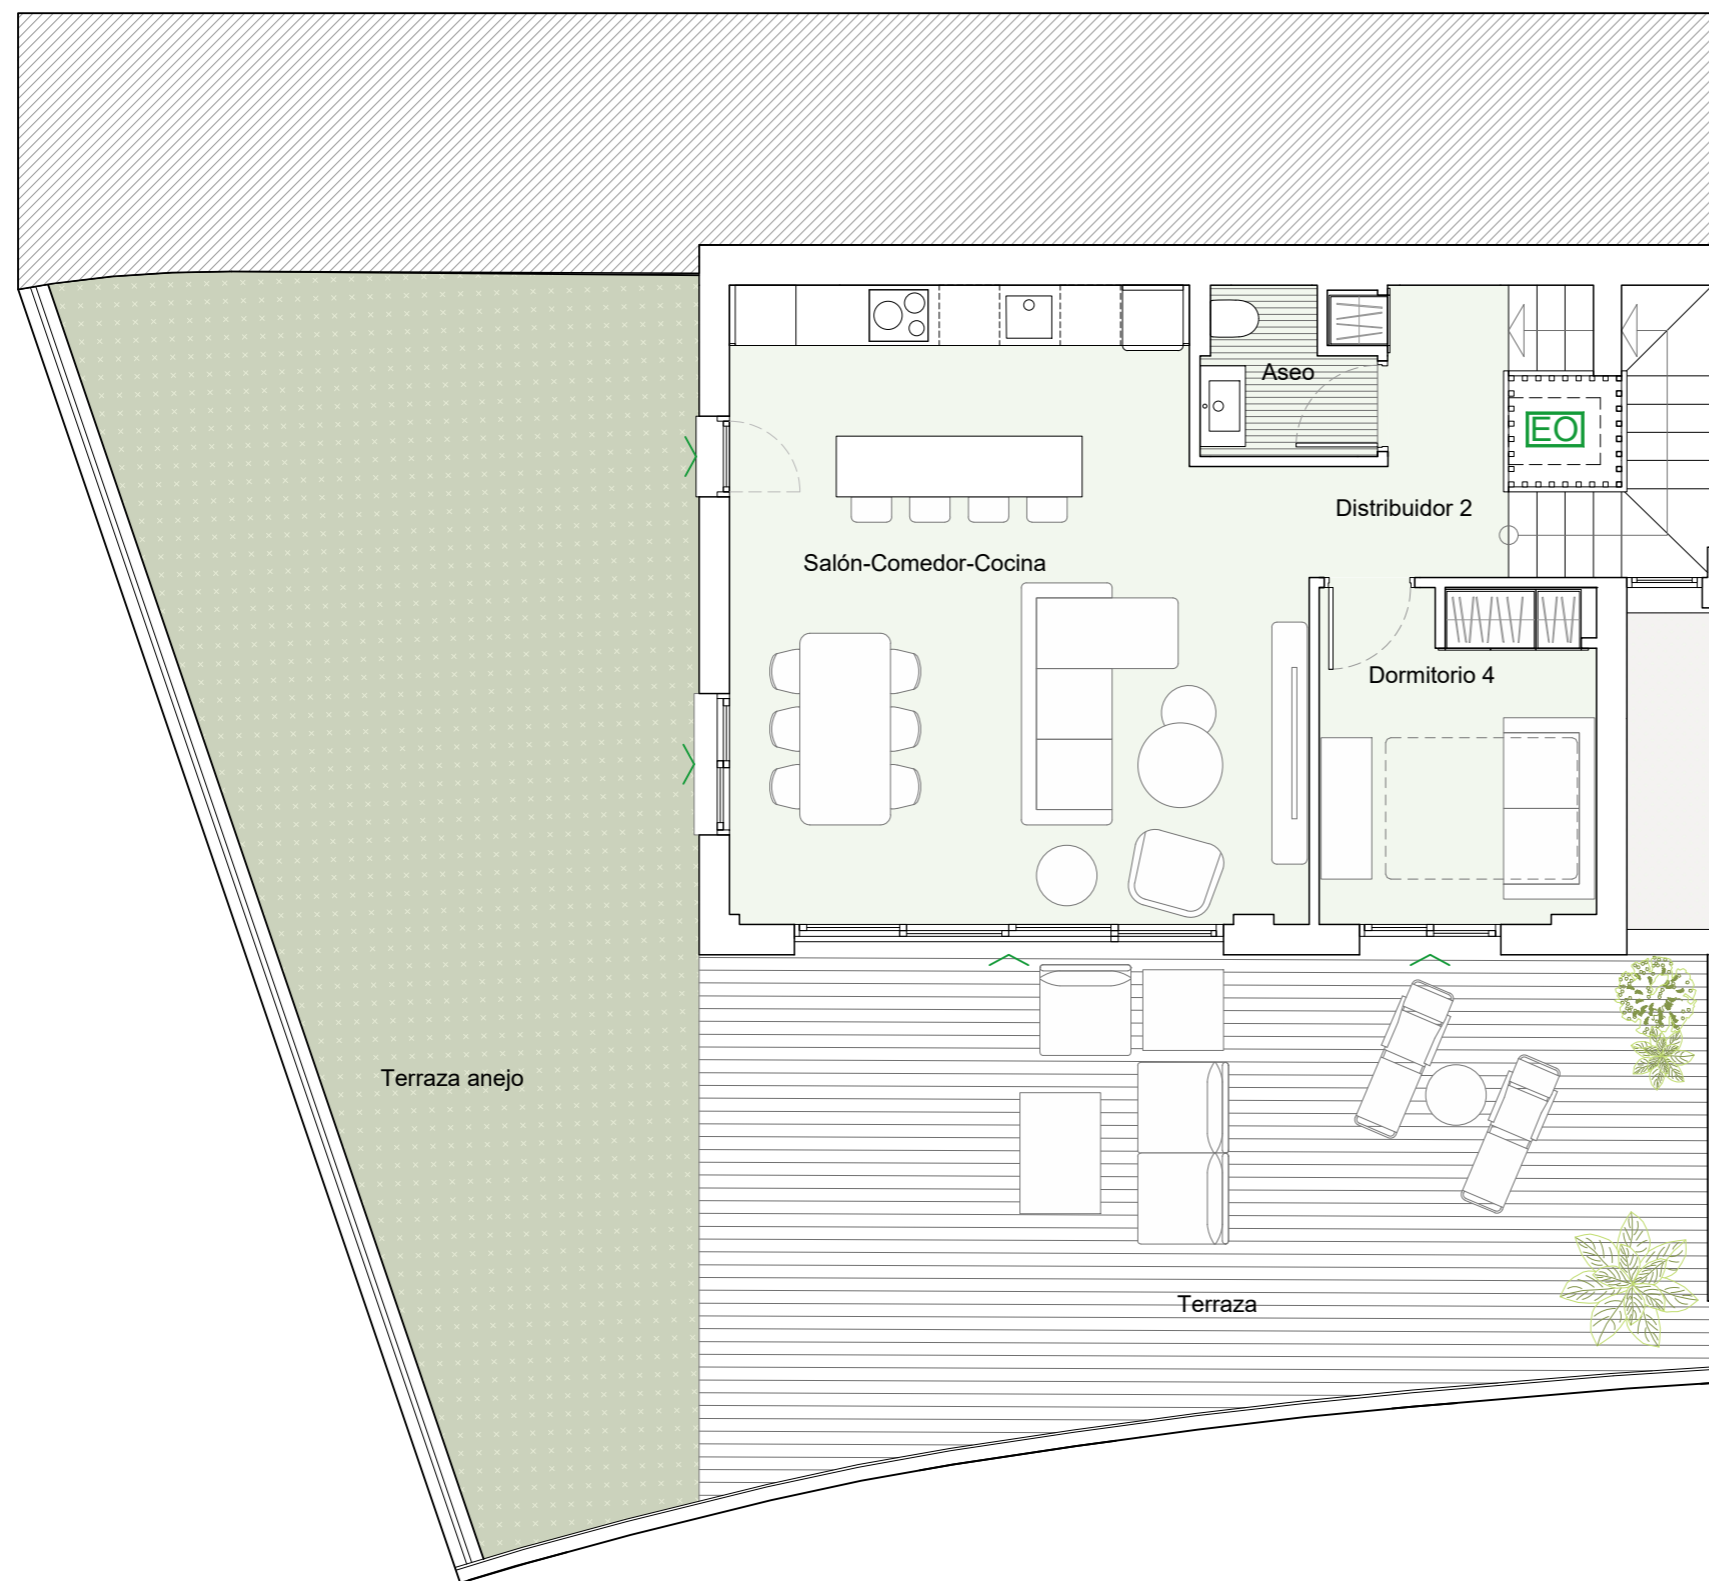 Aseo
EO
Distribuidor 2
Salón-Comedor-Cocina
Dormitorio 4
Terraza anejo
Terraza